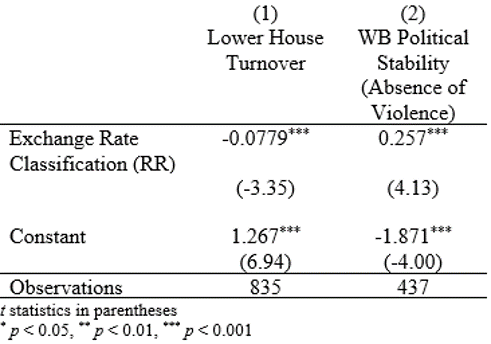 (1) (2)
Lower House WB Political
Turnover Stability
(Absence of
Violence)
Exchange Rate -0.0779*** 0.257***
Classification (RR)
(-3.35) (4.13)
Constant 1.267*** -1.871***
(6.94) (-4.00)
Observations 835 437
t statistics in parentheses
* p < 0.05, ** p < 0.01, *** p < 0.001